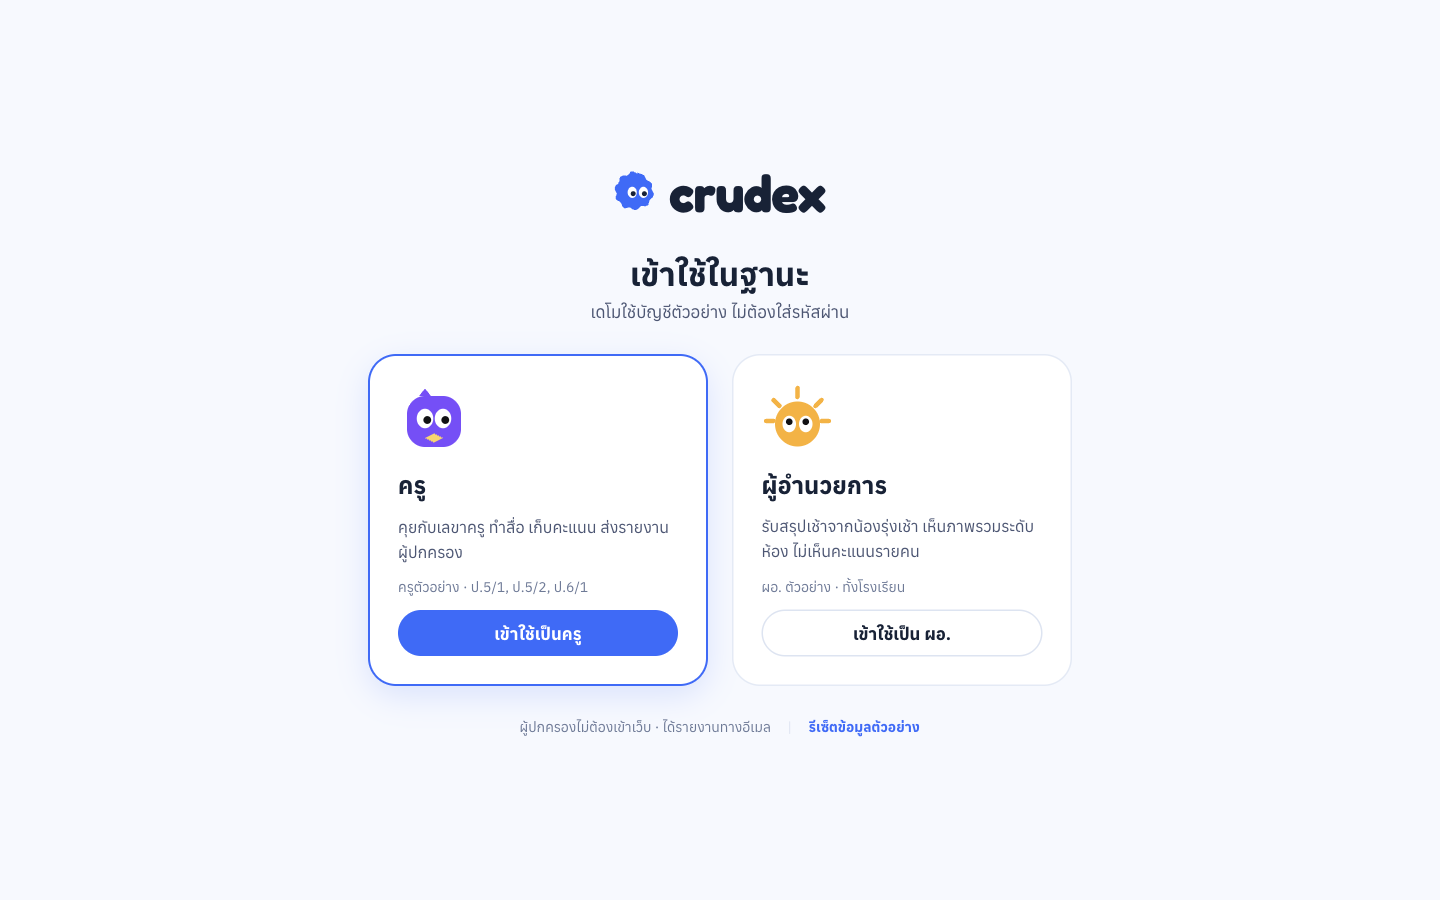 crudex
เข้าใช้ในฐานะ
เดโมใช้บัญชีตัวอย่าง ไม่ต้องใส่รหัสผ่าน
ครู
คุยกับเลขาครู ทำสื่อ เก็บคะแนน ส่งรายงาน
ผู้ปกครอง
ครูตัวอย่าง · ป.5/1, ป.5/2, ป.6/1
เข้าใช้เป็นครู
ผู้อำนวยการ
รับสรุปเช้าจากน้องรุ่งเช้า เห็นภาพรวมระดับ
ห้อง ไม่เห็นคะแนนรายคน
ผอ. ตัวอย่าง · ทั้งโรงเรียน
เข้าใช้เป็น ผอ.
ผู้ปกครองไม่ต้องเข้าเว็บ · ได้รายงานทางอีเมล
รีเซ็ตข้อมูลตัวอย่าง